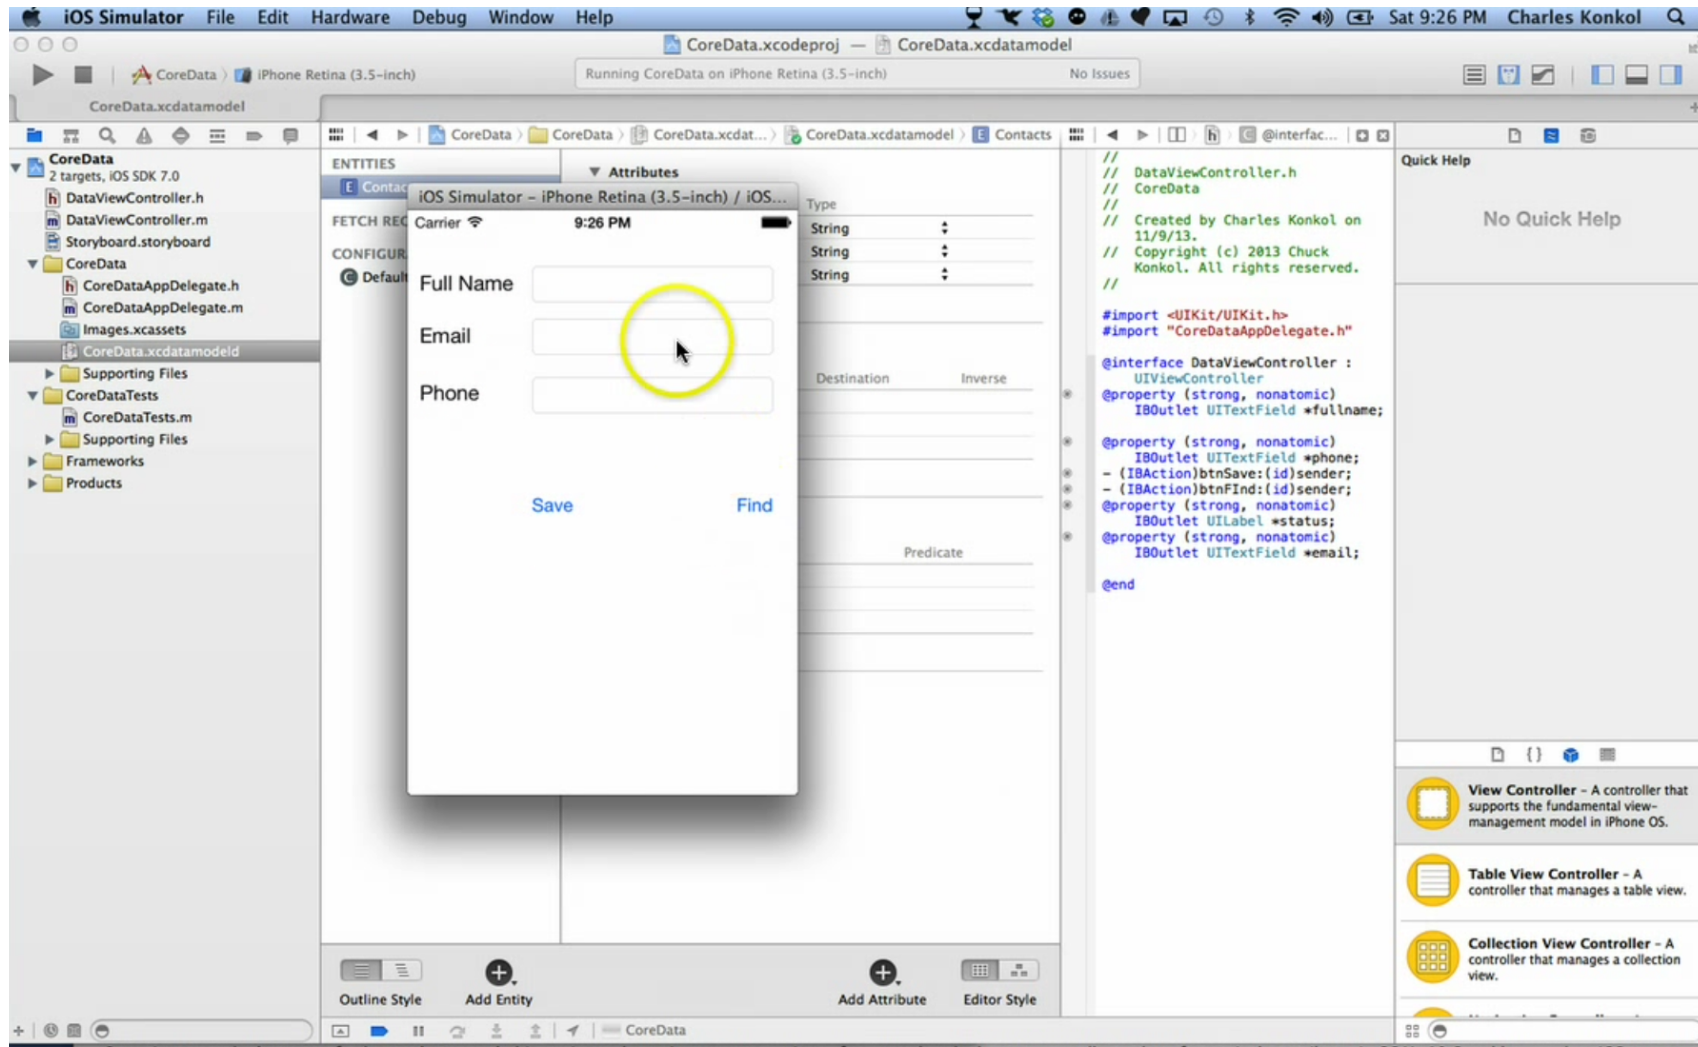 iOS Simulator File Edit Hardware Debug Window Help Sat 9:26 PM Charles Konkol
CoreData.xcodeproj — CoreData.xcdatamodel
CoreData iPhone Retina (3.5-inch)
Running CoreData on iPhone Retina (3.5-inch) No Issues
CoreData.xcdatamodel
CoreData CoreData CoreData.xcdat... CoreData.xcdatamodel E Contacts
h C @interfac...
CoreData
2 targets, iOS SDK 7.0
h DataViewController.h
m DataViewController.m
Storyboard.storyboard
CoreData
h CoreDataAppDelegate.h
m CoreDataAppDelegate.m
Images.xcassets
CoreData.xcdatamodeld
Supporting Files
CoreDataTests
m CoreDataTests.m
Supporting Files
Frameworks
Products
ENTITIES
E Contac
FETCH REC
CONFIGUR
C Default
Attributes
Type
String
String
String
Destination Inverse
Predicate
iOS Simulator – iPhone Retina (3.5-inch) / iOS...
Carrier 9:26 PM
Full Name
Email
Phone
Save Find
//
// DataViewController.h
// CoreData
//
// Created by Charles Konkol on
11/9/13.
// Copyright (c) 2013 Chuck
Konkol. All rights reserved.
//
#import <UIKit/UIKit.h>
#import "CoreDataAppDelegate.h"
@interface DataViewController :
UIViewController
@property (strong, nonatomic)
IBOutlet UITextField *fullname;
@property (strong, nonatomic)
IBOutlet UITextField *phone;
- (IBAction)btnSave:(id)sender;
- (IBAction)btnFInd:(id)sender;
@property (strong, nonatomic)
IBOutlet UILabel *status;
@property (strong, nonatomic)
IBOutlet UITextField *email;
@end
Quick Help
No Quick Help
{ }
View Controller – A controller that
supports the fundamental view-
management model in iPhone OS.
Table View Controller – A
controller that manages a table view.
Collection View Controller – A
controller that manages a collection
view.
Outline Style Add Entity Add Attribute Editor Style
CoreData